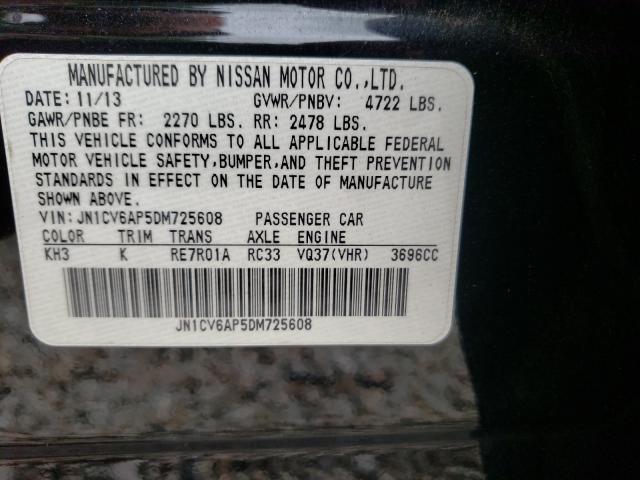 MANUFACTURED BY NISSAN MOTOR CO.,LTD.
DATE: 11/13 GVWR/PNBV: 4722 LBS.
GAWR/PNBE FR: 2270 LBS. RR: 2478 LBS.
THIS VEHICLE CONFORMS TO ALL APPLICABLE FEDERAL
MOTOR VEHICLE SAFETY,BUMPER,AND THEFT PREVENTION
STANDARDS IN EFFECT ON THE DATE OF MANUFACTURE
SHOWN ABOVE.
VIN: JN1CV6AP5DM725608 PASSENGER CAR
COLOR TRIM TRANS AXLE ENGINE
KH3 K RE7R01A RC33 VQ37(VHR) 3696CC
JN1CV6AP5DM725608